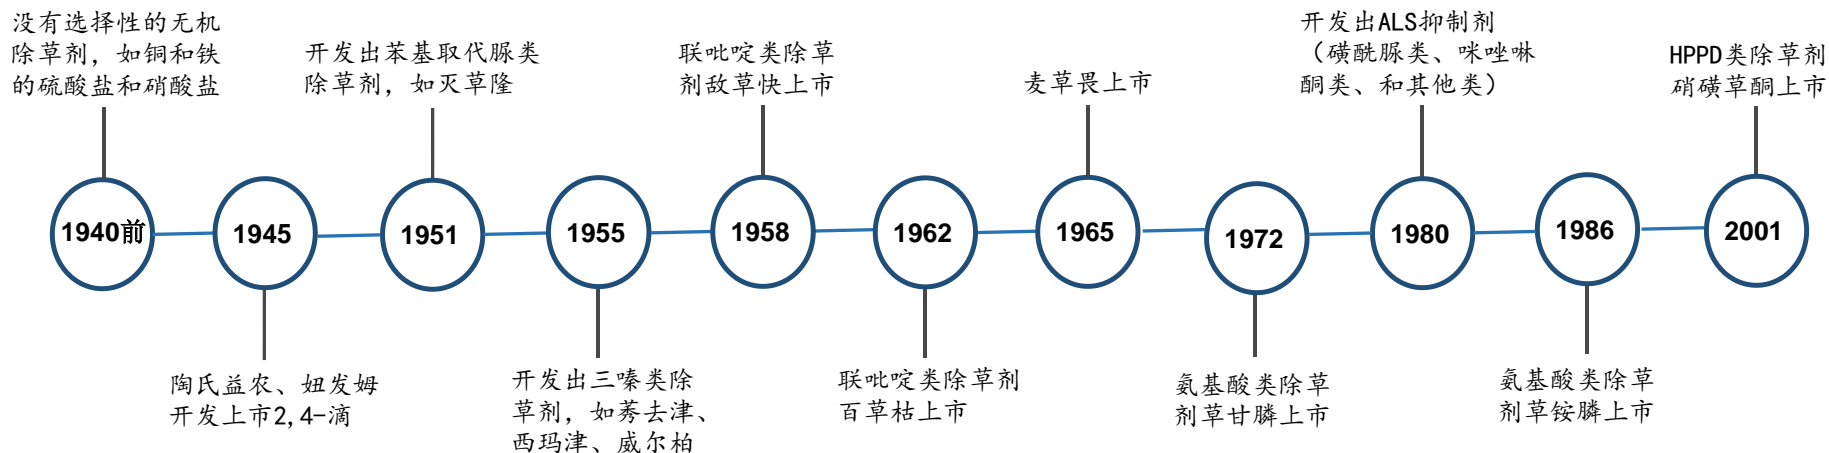 没有选择性的无机
除草剂，如铜和铁
的硫酸盐和硝酸盐
开发出苯基取代脲类
除草剂，如灭草隆
联吡啶类除草
剂敌草快上市
麦草畏上市
开发出ALS抑制剂
（磺酰脲类、咪唑啉
酮类、和其他类）
HPPD类除草剂
硝磺草酮上市
1940前
1945
1951
1955
1958
1962
1965
1972
1980
1986
2001
陶氏益农、妞发姆
开发上市2,4-滴
开发出三嗪类除
草剂，如莠去津、
西玛津、威尔柏
联吡啶类除草剂
百草枯上市
氨基酸类除草
剂草甘膦上市
氨基酸类除草
剂草铵膦上市